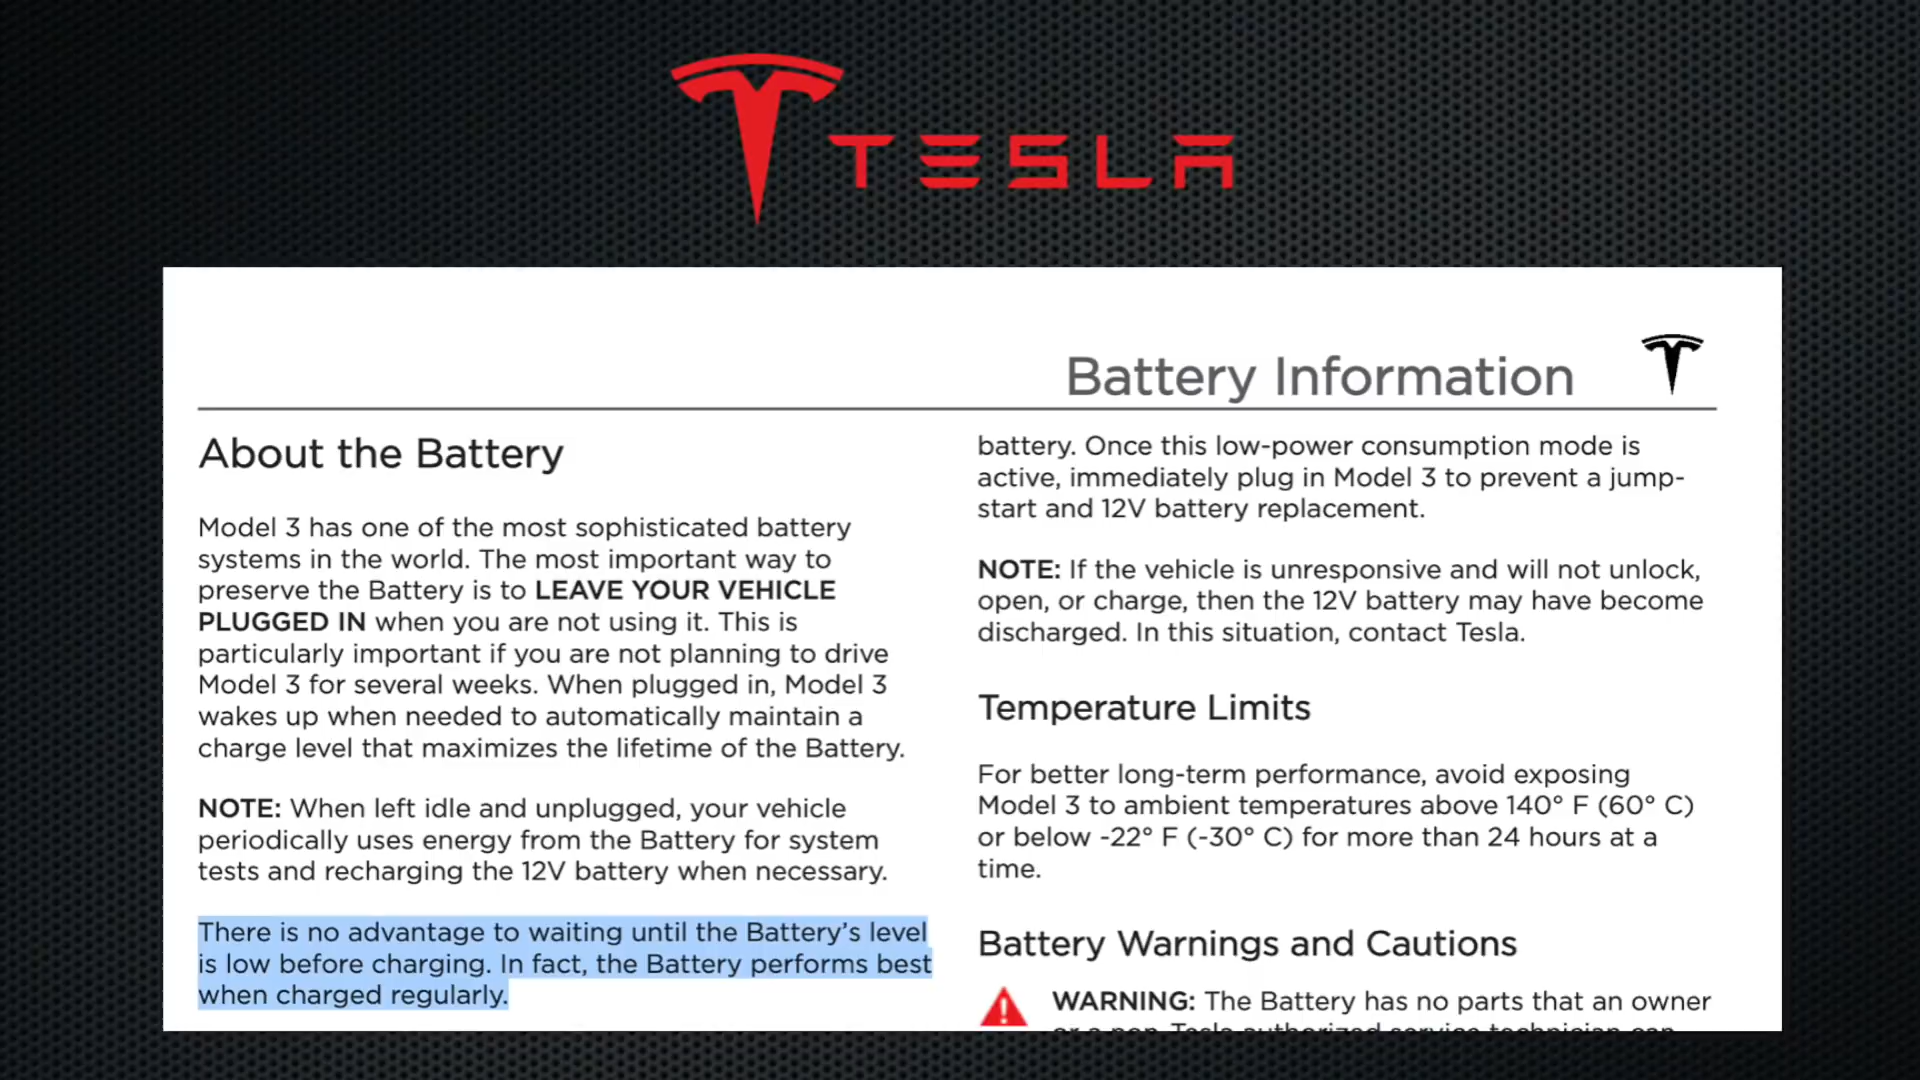 TESLA
Battery Information
About the Battery
Model 3 has one of the most sophisticated battery
systems in the world. The most important way to
preserve the Battery is to LEAVE YOUR VEHICLE
PLUGGED IN when you are not using it. This is
particularly important if you are not planning to drive
Model 3 for several weeks. When plugged in, Model 3
wakes up when needed to automatically maintain a
charge level that maximizes the lifetime of the Battery.
NOTE: When left idle and unplugged, your vehicle
periodically uses energy from the Battery for system
tests and recharging the 12V battery when necessary.
There is no advantage to waiting until the Battery’s level
is low before charging. In fact, the Battery performs best
when charged regularly.
battery. Once this low-power consumption mode is
active, immediately plug in Model 3 to prevent a jump-
start and 12V battery replacement.
NOTE: If the vehicle is unresponsive and will not unlock,
open, or charge, then the 12V battery may have become
discharged. In this situation, contact Tesla.
Temperature Limits
For better long-term performance, avoid exposing
Model 3 to ambient temperatures above 140° F (60° C)
or below -22° F (-30° C) for more than 24 hours at a
time.
Battery Warnings and Cautions
WARNING: The Battery has no parts that an owner
or a non-Tesla authorized service technician can